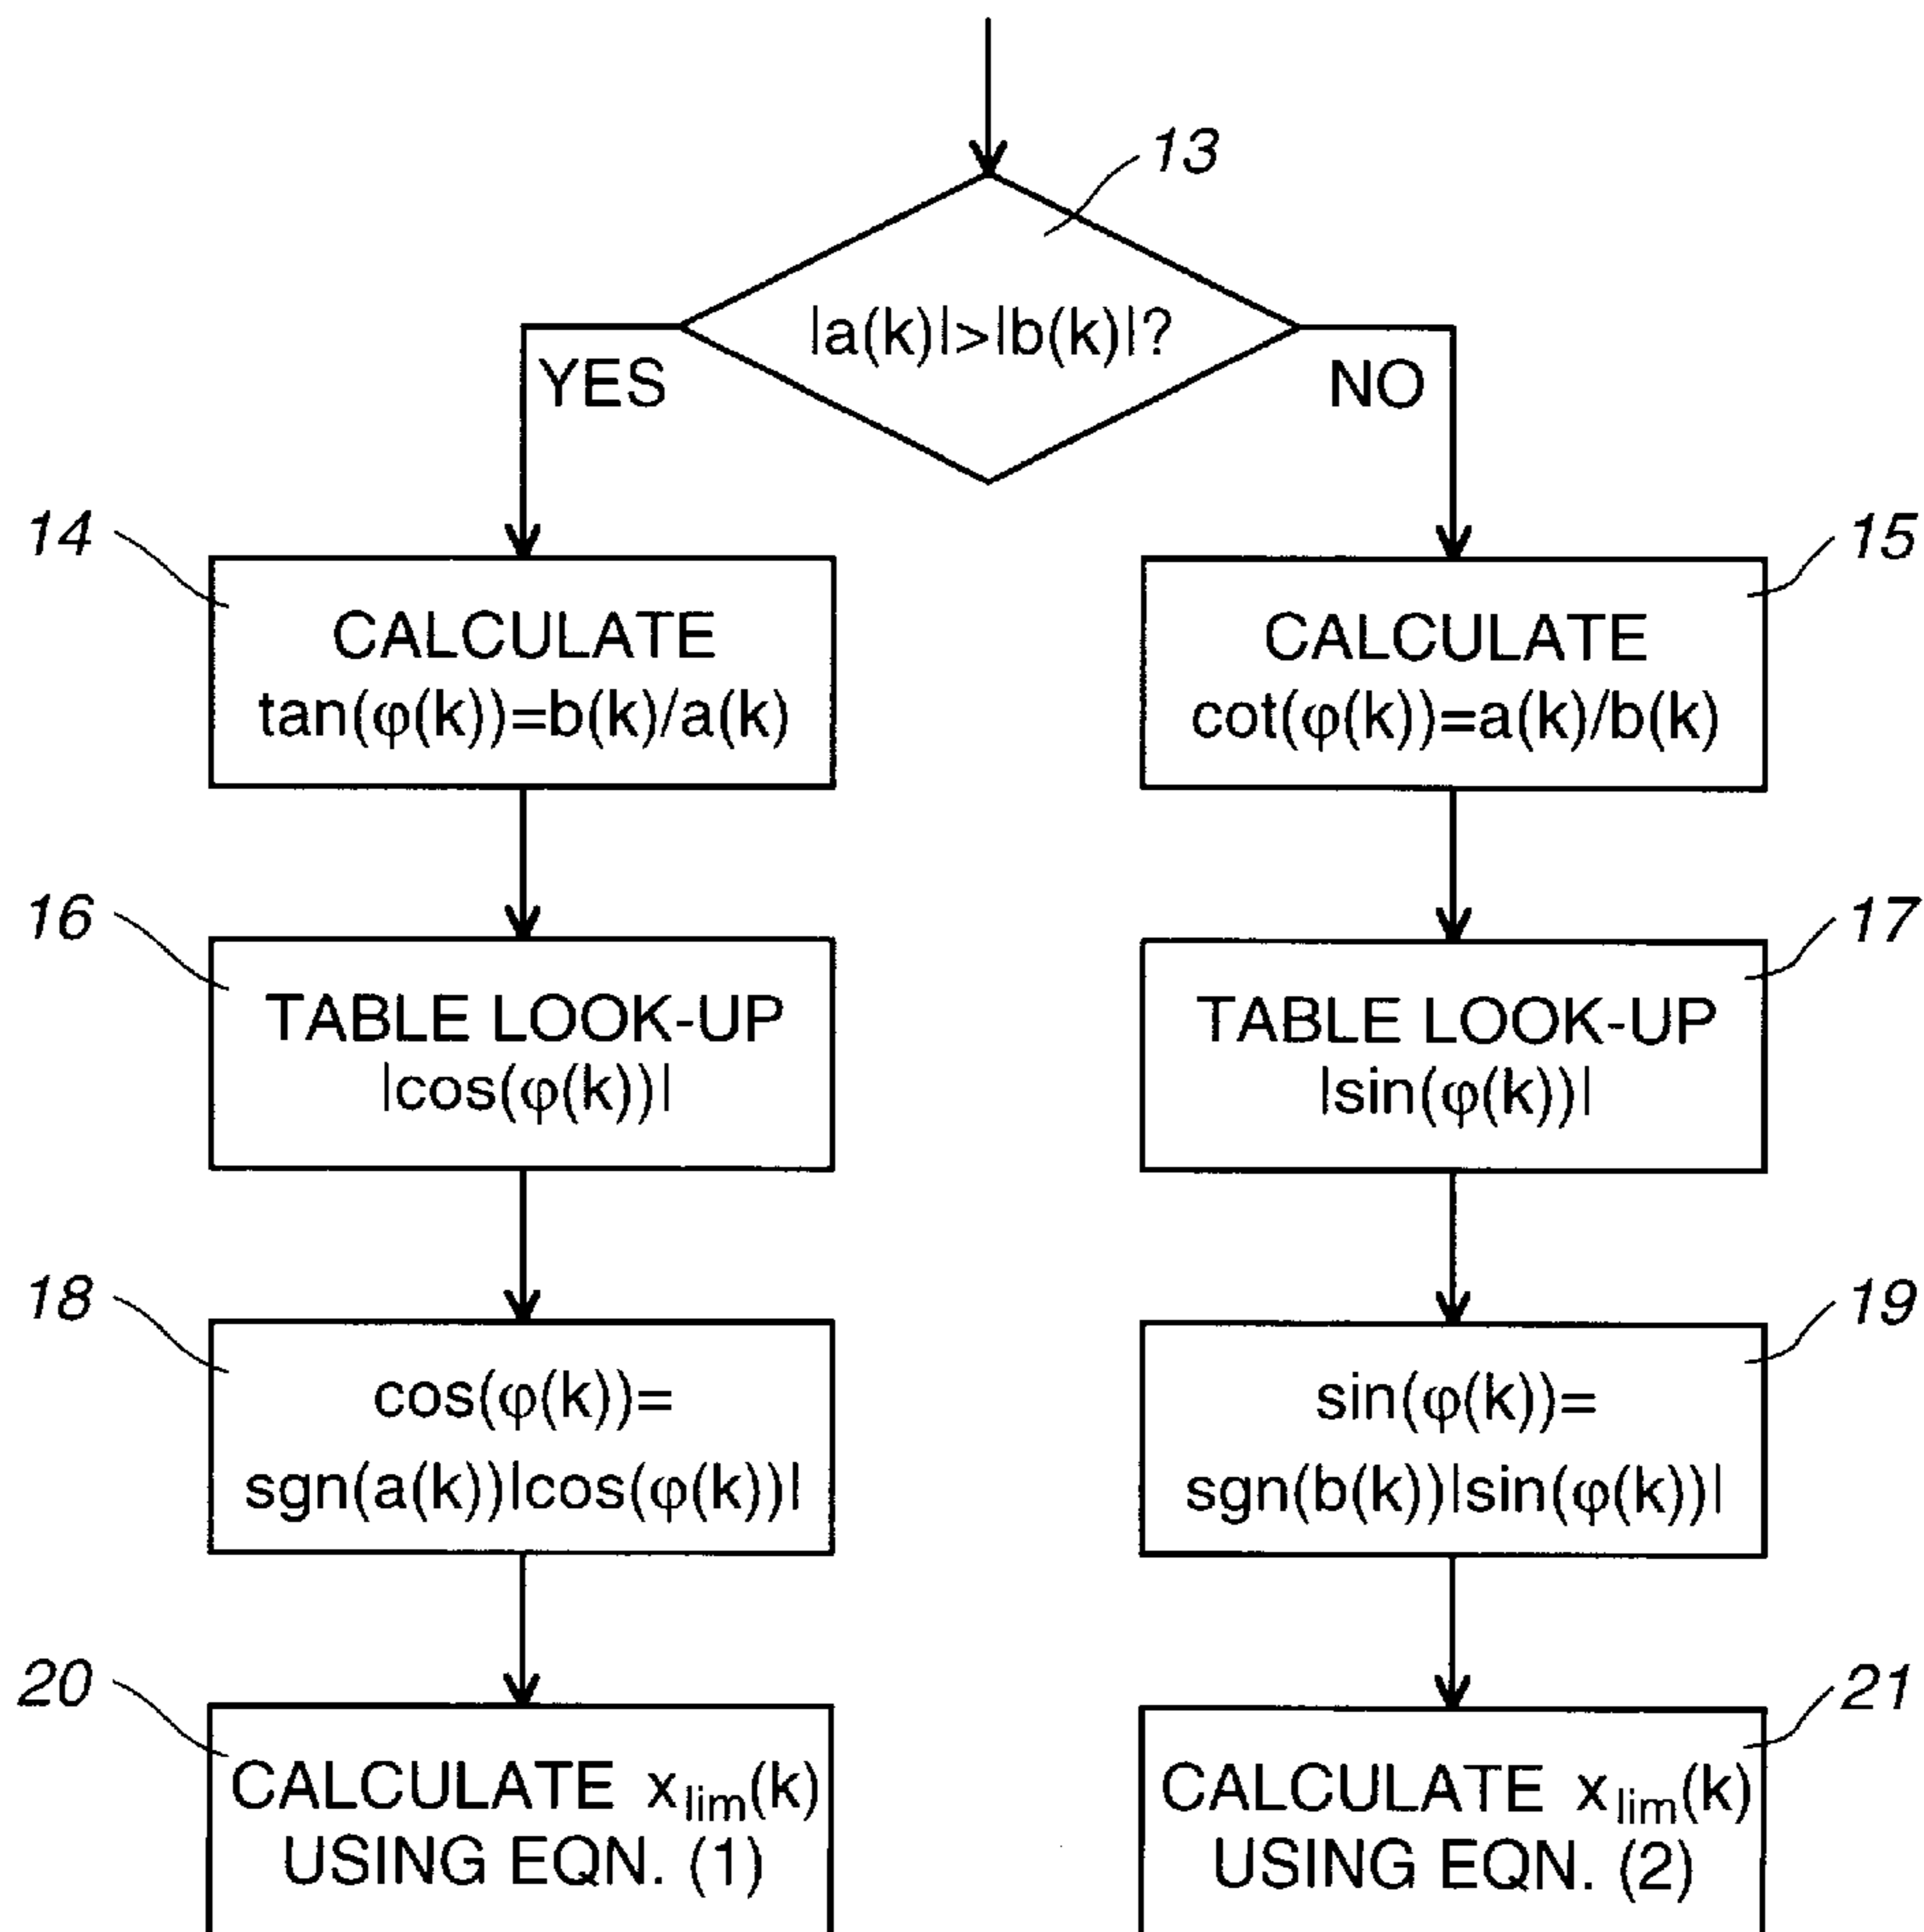 13
|a(k)|>|b(k)|?
YES
NO
14
CALCULATE
tan(φ(k))=b(k)/a(k)
15
CALCULATE
cot(φ(k))=a(k)/b(k)
16
TABLE LOOK-UP
|cos(φ(k))|
17
TABLE LOOK-UP
|sin(φ(k))|
18
cos(φ(k))=
sgn(a(k))|cos(φ(k))|
19
sin(φ(k))=
sgn(b(k))|sin(φ(k))|
20
CALCULATE x_lim(k)
USING EQN. (1)
21
CALCULATE x_lim(k)
USING EQN. (2)